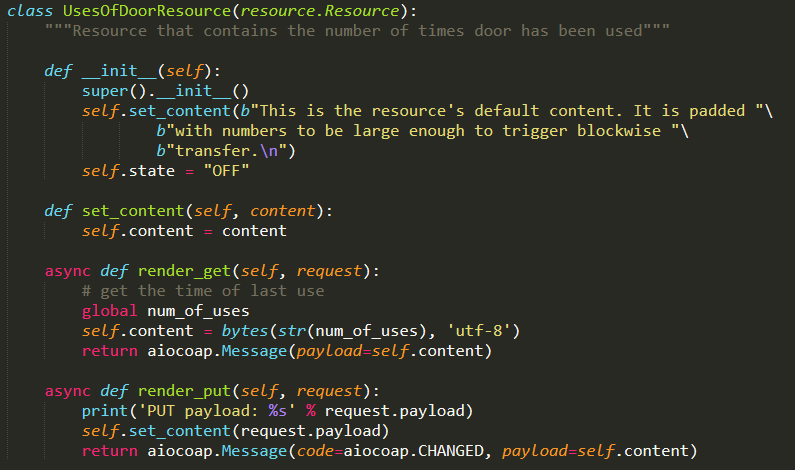 class UsesOfDoorResource(resource.Resource):
    """Resource that contains the number of times door has been used"""

    def __init__(self):
        super().__init__()
        self.set_content(b"This is the resource's default content. It is padded "\
                b"with numbers to be large enough to trigger blockwise "\
                b"transfer.\n")
        self.state = "OFF"

    def set_content(self, content):
        self.content = content

    async def render_get(self, request):
        # get the time of last use
        global num_of_uses
        self.content = bytes(str(num_of_uses), 'utf-8')
        return aiocoap.Message(payload=self.content)

    async def render_put(self, request):
        print('PUT payload: %s' % request.payload)
        self.set_content(request.payload)
        return aiocoap.Message(code=aiocoap.CHANGED, payload=self.content)